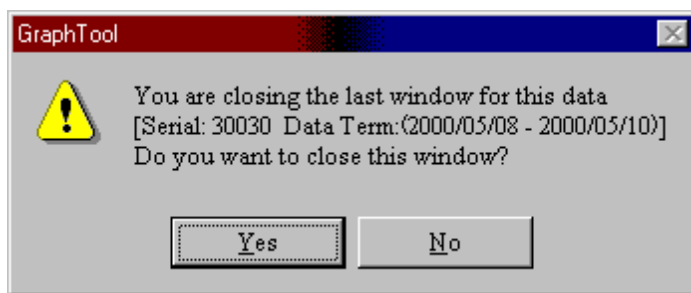 GraphTool
You are closing the last window for this data
[Serial: 30030  Data Term:(2000/05/08 - 2000/05/10)]
Do you want to close this window?
Yes
No